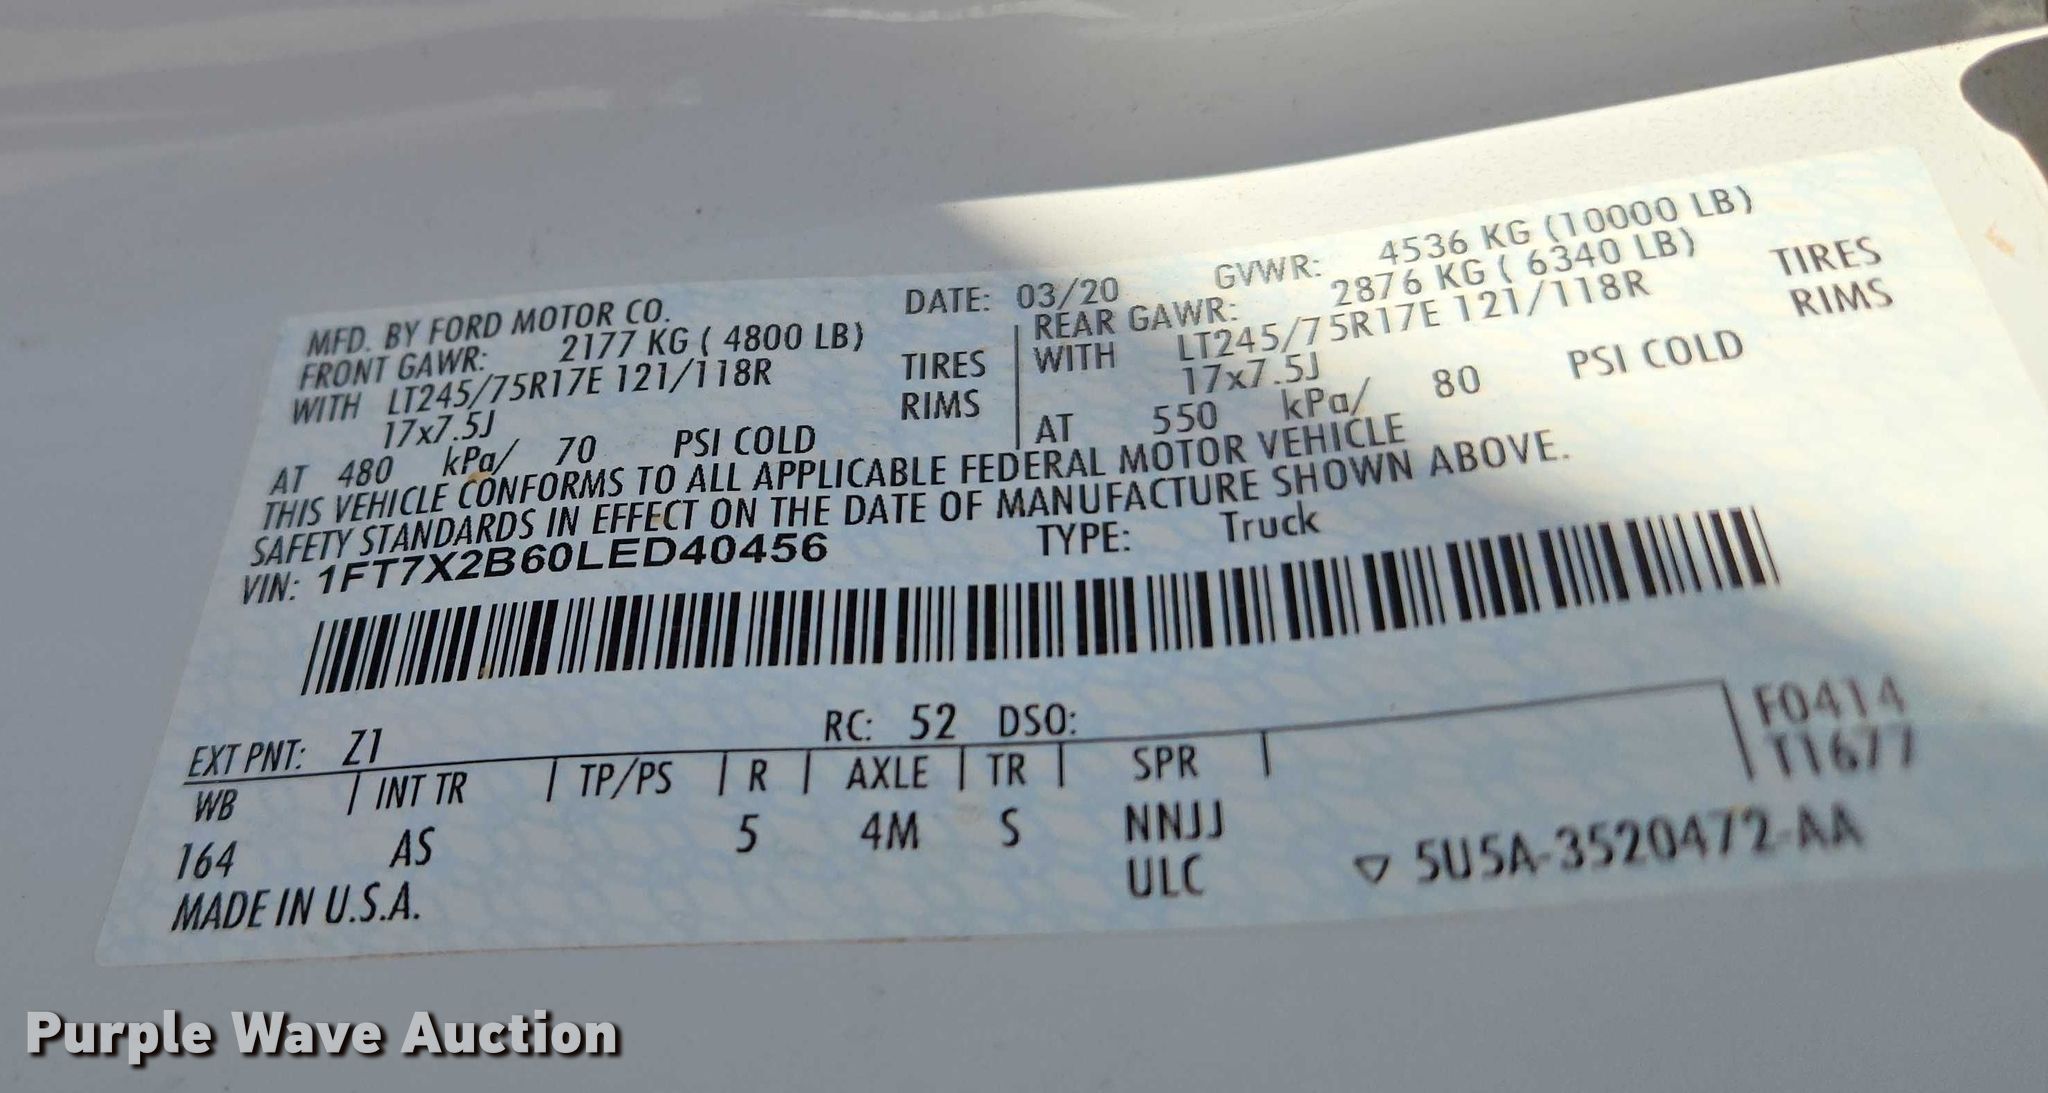 MFD. BY FORD MOTOR CO. DATE: 03/20 GVWR: 4536 KG (10000 LB)
FRONT GAWR: 2177 KG ( 4800 LB) REAR GAWR: 2876 KG ( 6340 LB)
WITH LT245/75R17E 121/118R TIRES WITH LT245/75R17E 121/118R TIRES
17x7.5J RIMS 17x7.5J RIMS
AT 480 kPa/ 70 PSI COLD AT 550 kPa/ 80 PSI COLD
THIS VEHICLE CONFORMS TO ALL APPLICABLE FEDERAL MOTOR VEHICLE
SAFETY STANDARDS IN EFFECT ON THE DATE OF MANUFACTURE SHOWN ABOVE.
VIN: 1FT7X2B60LED40456 TYPE: Truck
EXT PNT: Z1 RC: 52 DSO: F0414
WB INT TR TP/PS R AXLE TR SPR T1677
164 AS 5 4M S NNJJ
ULC ▽ 5U5A-3520472-AA
MADE IN U.S.A.
Purple Wave Auction